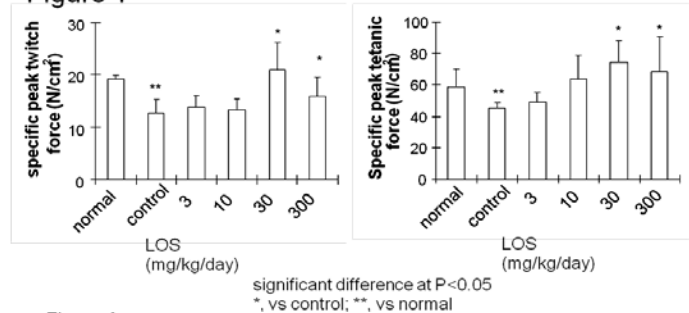 specific peak twitch
force (N/cm²)
30
20
10
0
**
*
*
normal
control
3
10
30
300
LOS
(mg/kg/day)
Specific peak tetanic
force (N/cm²)
100
80
60
40
20
0
**
*
*
normal
control
3
10
30
300
LOS
(mg/kg/day)
significant difference at P<0.05
*, vs control; **, vs normal